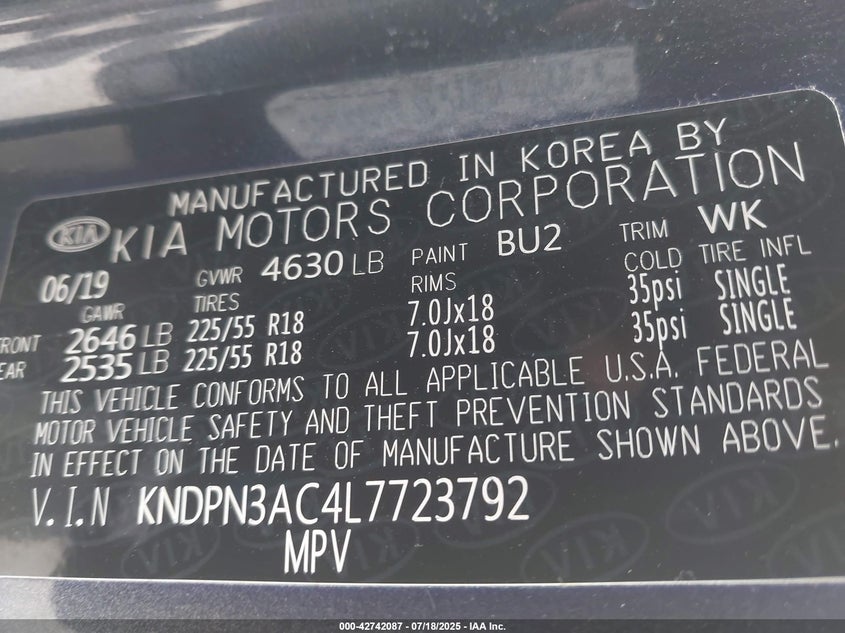 MANUFACTURED IN KOREA BY
KIA KIA MOTORS CORPORATION
06/19 GVWR 4630 LB PAINT BU2 TRIM WK
GAWR TIRES RIMS COLD TIRE INFL
FRONT 2646 LB 225/55 R18 7.0Jx18 35psi SINGLE
REAR 2535 LB 225/55 R18 7.0Jx18 35psi SINGLE
THIS VEHICLE CONFORMS TO ALL APPLICABLE U.S.A. FEDERAL
MOTOR VEHICLE SAFETY AND THEFT PREVENTION STANDARDS
IN EFFECT ON THE DATE OF MANUFACTURE SHOWN ABOVE.
V.I.N KNDPN3AC4L7723792
MPV
000-42742087 - 07/18/2025 - IAA Inc.